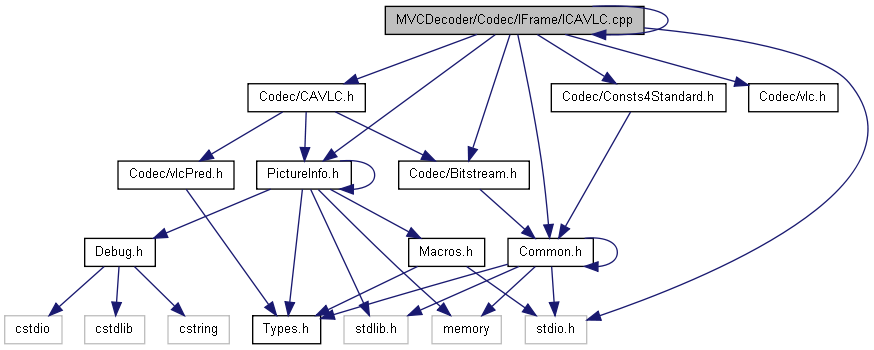 MVCDecoder/Codec/IFrame/ICAVLC.cpp
Codec/CAVLC.h
Codec/Consts4Standard.h
Codec/vlc.h
Codec/vlcPred.h
PictureInfo.h
Codec/Bitstream.h
Debug.h
Macros.h
Common.h
cstdio
cstdlib
cstring
Types.h
stdlib.h
memory
stdio.h